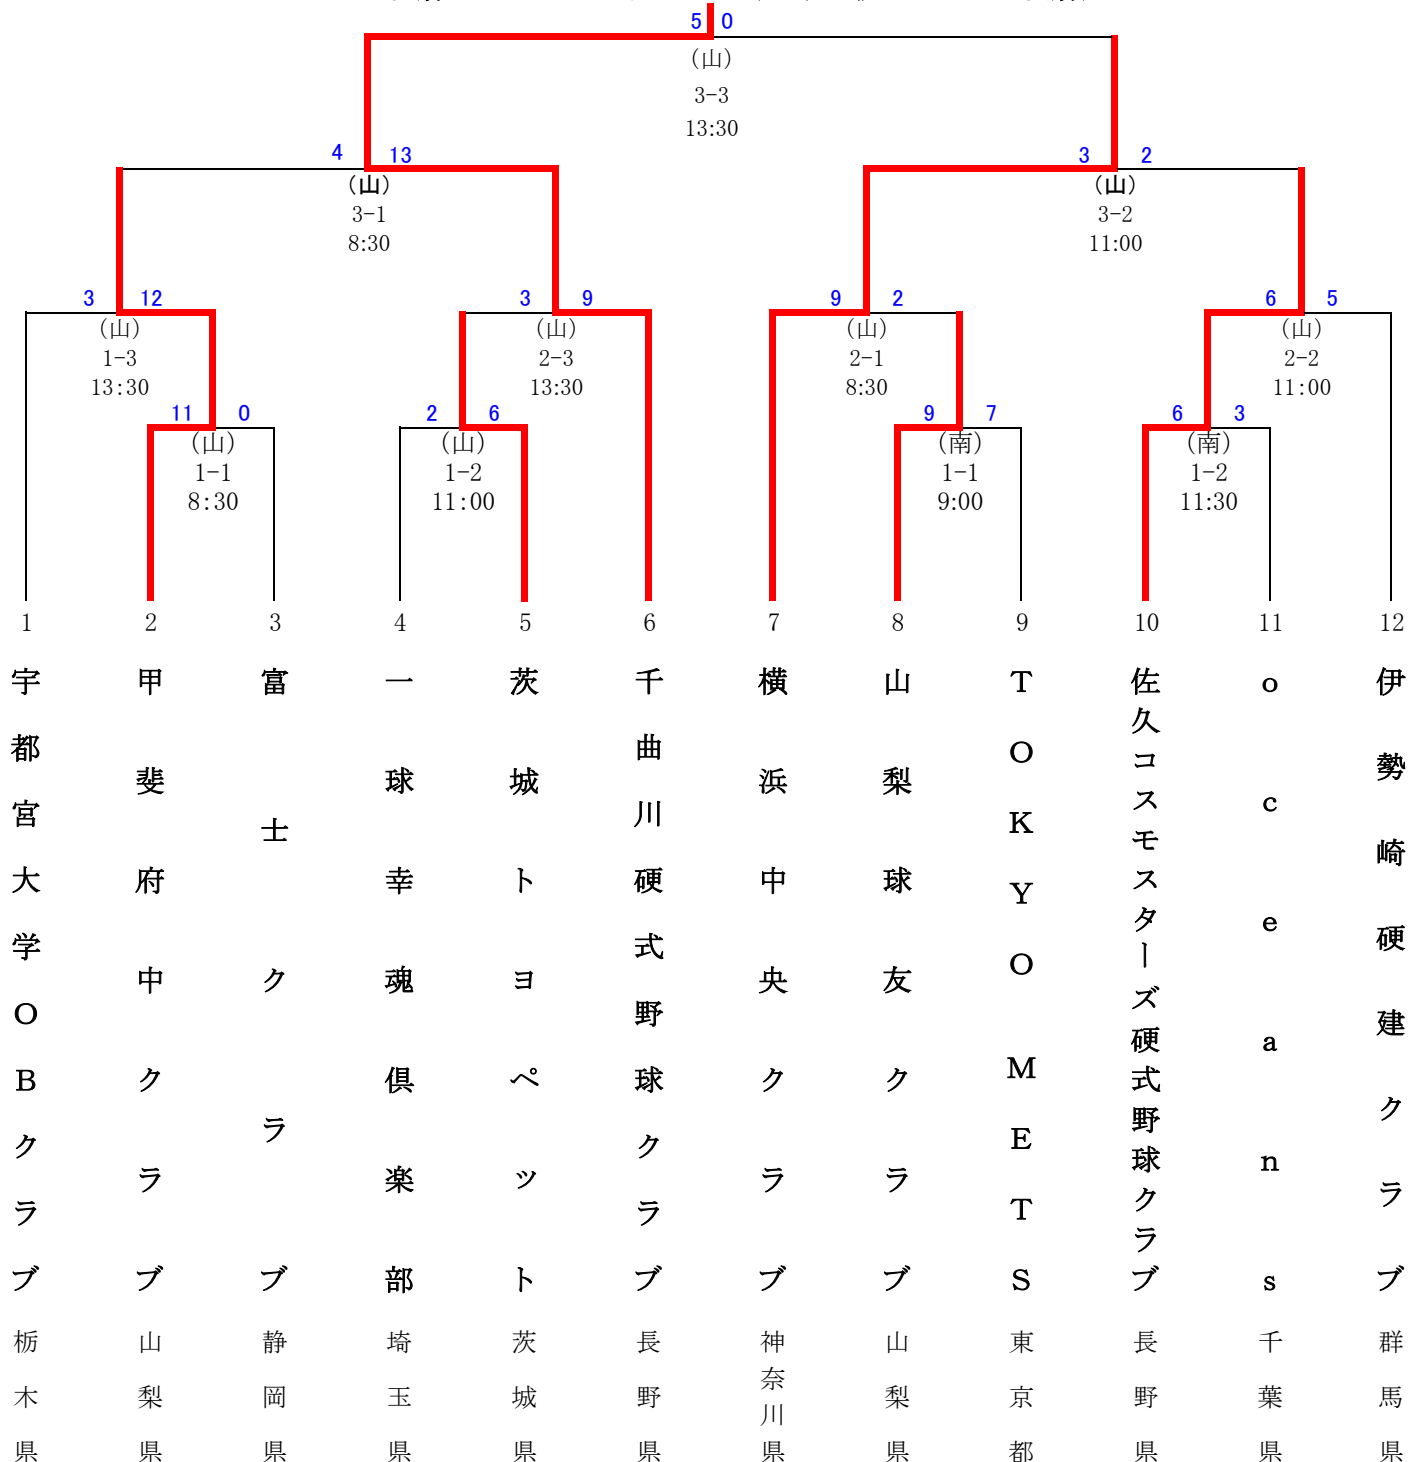 5 0
(山)
3-3
13:30
4 13
(山)
3-1
8:30
3 2
(山)
3-2
11:00
3 12
(山)
1-3
13:30
3 9
(山)
2-3
13:30
9 2
(山)
2-1
8:30
6 5
(山)
2-2
11:00
11 0
(山)
1-1
8:30
2 6
(山)
1-2
11:00
9 7
(南)
1-1
9:00
6 3
(南)
1-2
11:30
1
宇都宮大学OBクラブ
栃木県
2
甲斐府中クラブ
山梨県
3
富士クラブ
静岡県
4
一球幸魂倶楽部
埼玉県
5
茨城トヨペット
茨城県
6
千曲川硬式野球クラブ
長野県
7
横浜中央クラブ
神奈川県
8
山梨球友クラブ
山梨県
9
TOKYO METS
東京都
10
佐久コスモスターズ硬式野球クラブ
長野県
11
oceans
千葉県
12
伊勢崎硬建クラブ
群馬県